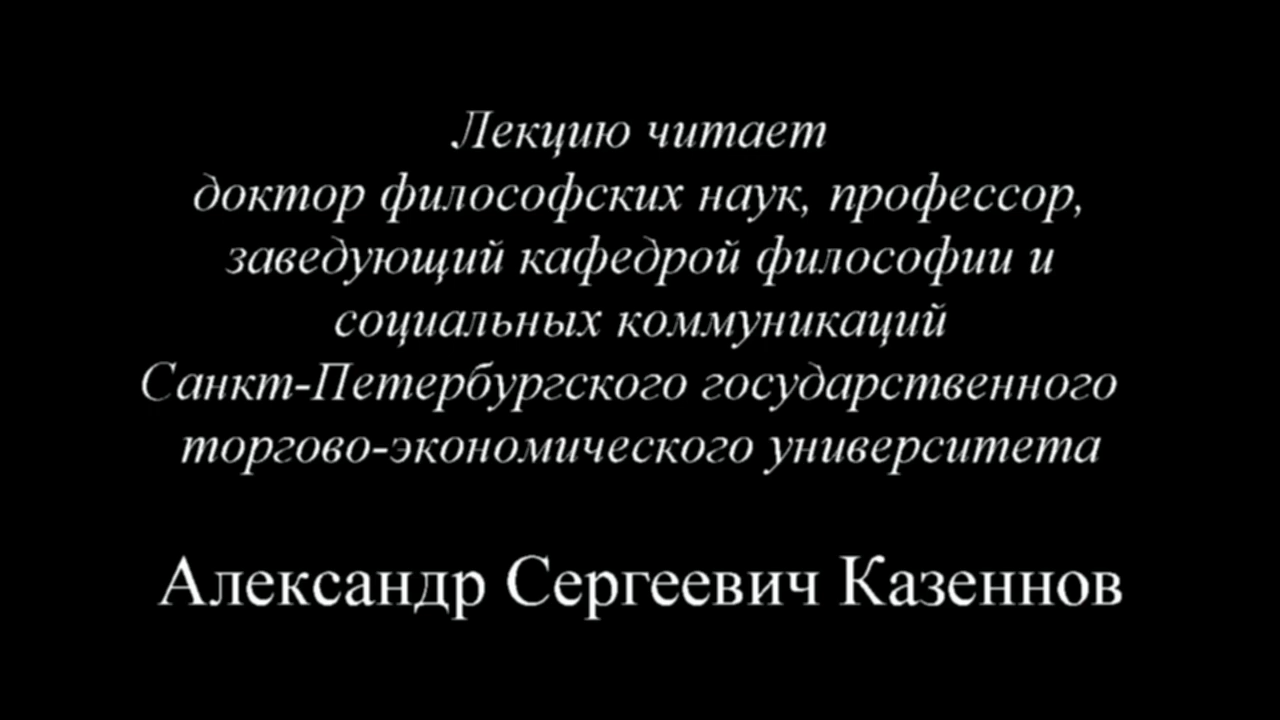 Лекцию читает
доктор философских наук, профессор,
заведующий кафедрой философии и
социальных коммуникаций
Санкт-Петербургского государственного
торгово-экономического университета
Александр Сергеевич Казеннов